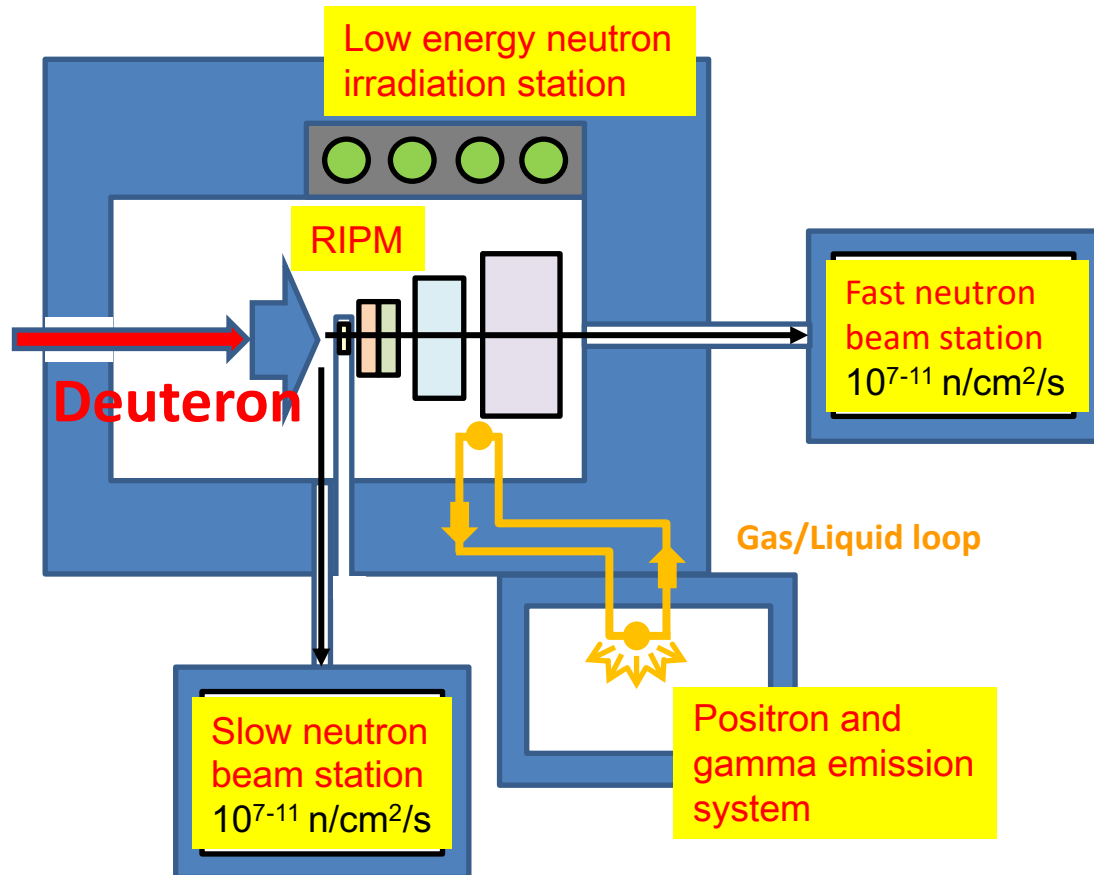 Low energy neutron
irradiation station
RIPM
Deuteron
Fast neutron
beam station
10⁷⁻¹¹ n/cm²/s
Gas/Liquid loop
Slow neutron
beam station
10⁷⁻¹¹ n/cm²/s
Positron and
gamma emission
system